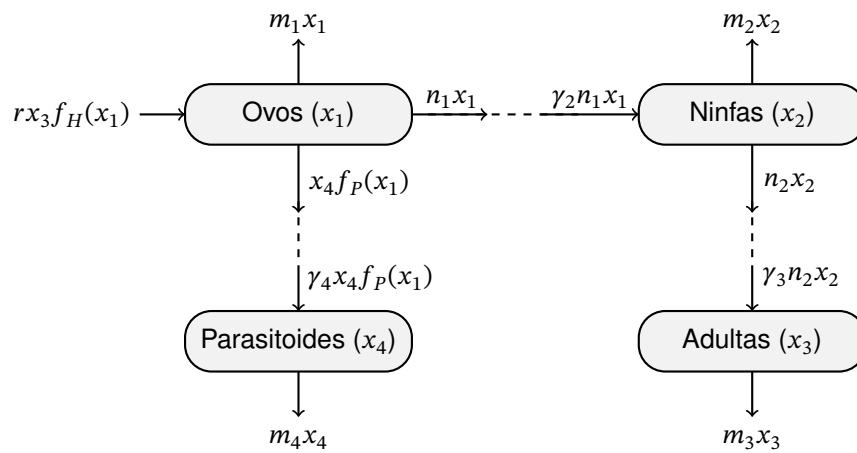 m₁x₁
m₂x₂
rx₃f_H(x₁)
Ovos (x₁)
n₁x₁
γ₂n₁x₁
Ninfas (x₂)
x₄f_P(x₁)
n₂x₂
γ₄x₄f_P(x₁)
γ₃n₂x₂
Parasitoides (x₄)
Adultas (x₃)
m₄x₄
m₃x₃